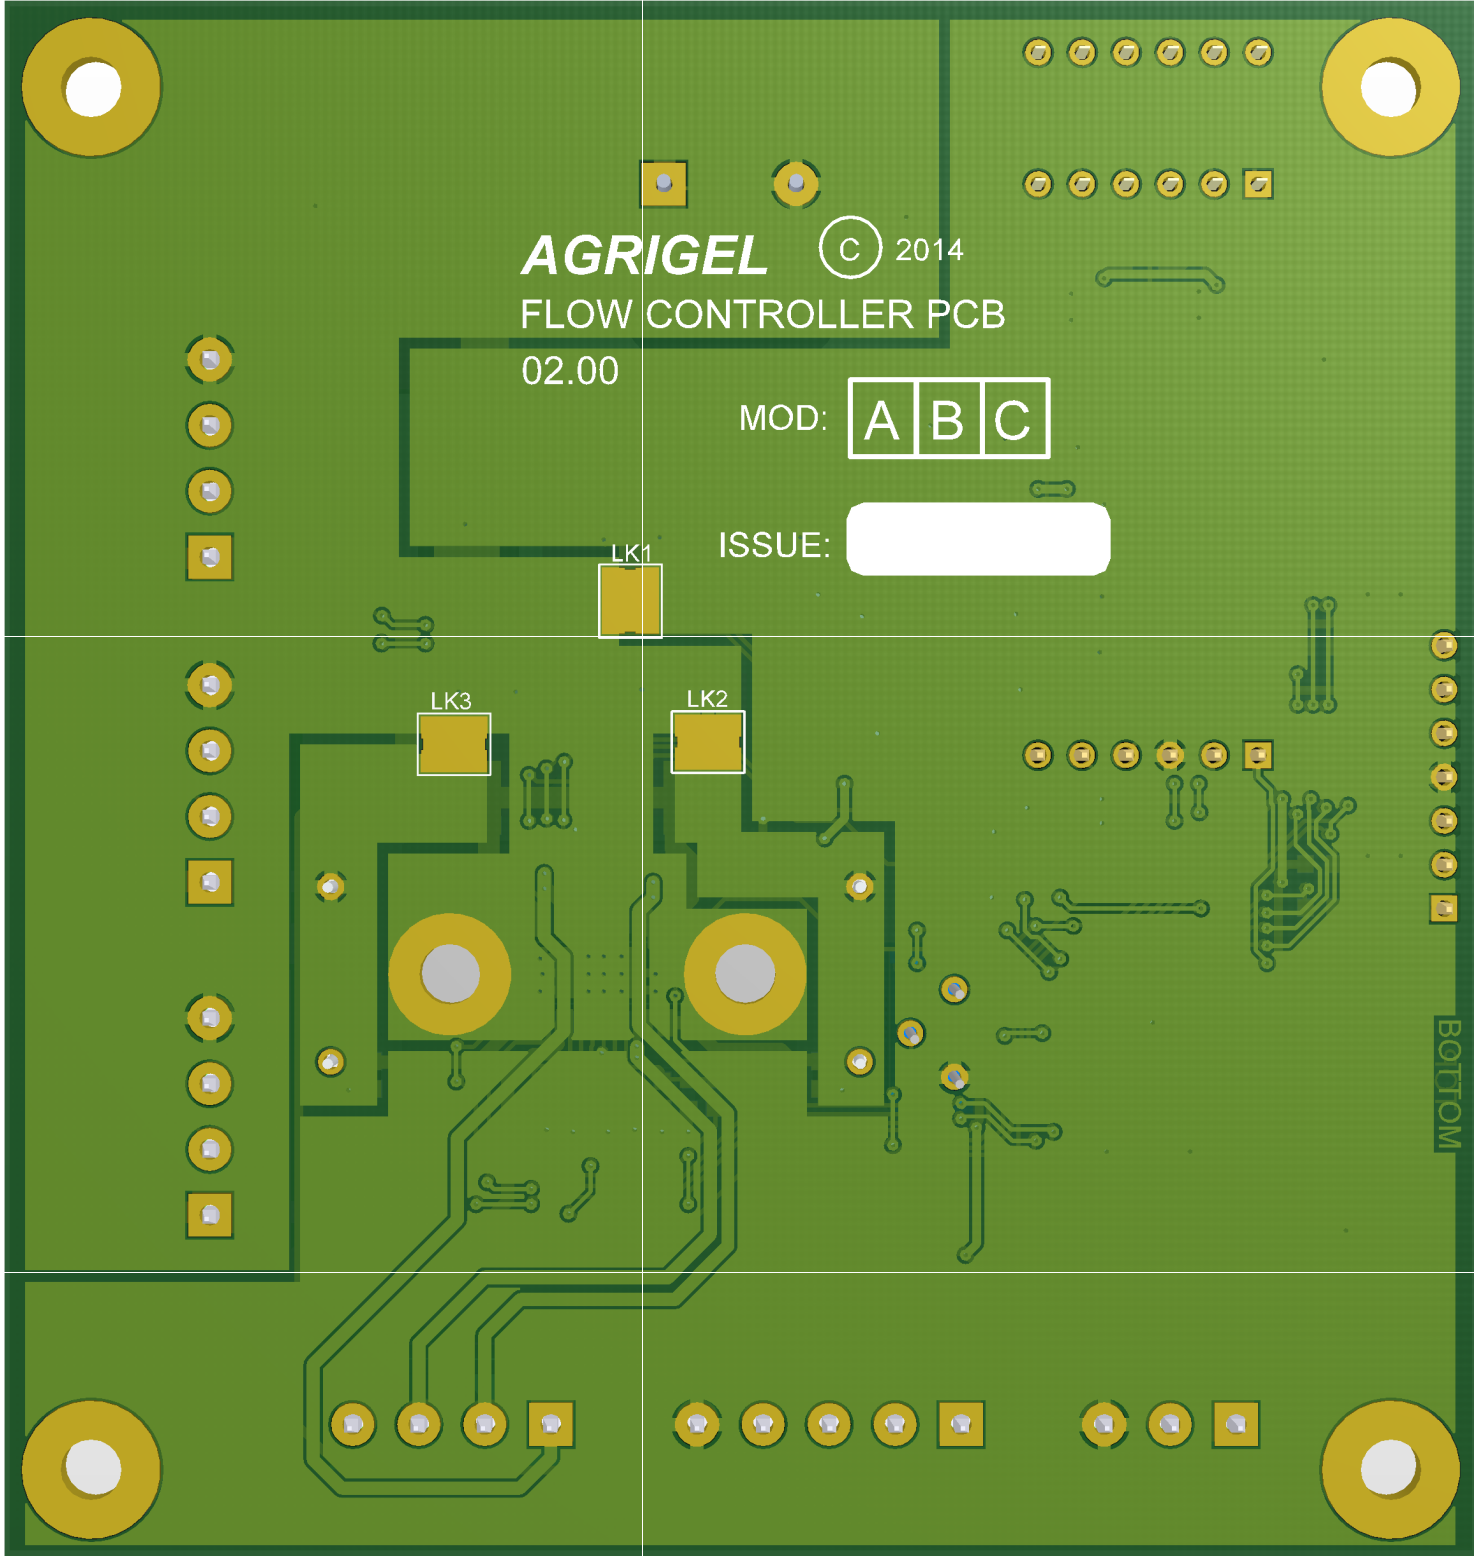 AGRIGEL © 2014
FLOW CONTROLLER PCB
02.00
MOD: A B C
ISSUE:
LK1
LK3
LK2
BOTTOM